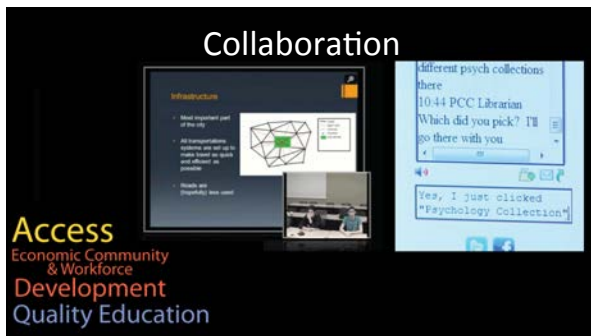 Collaboration
Infrastructure
Most important part
of the city
All transportations
systems are set up to
make travel as quick
and efficient as
possible
Roads are
(hopefully) less used
different psych collections
there
10:44 PCC Librarian
Which did you pick? I'll
go there with you
Yes, I just clicked
"Psychology Collection"
Access
Economic Community
& Workforce
Development
Quality Education